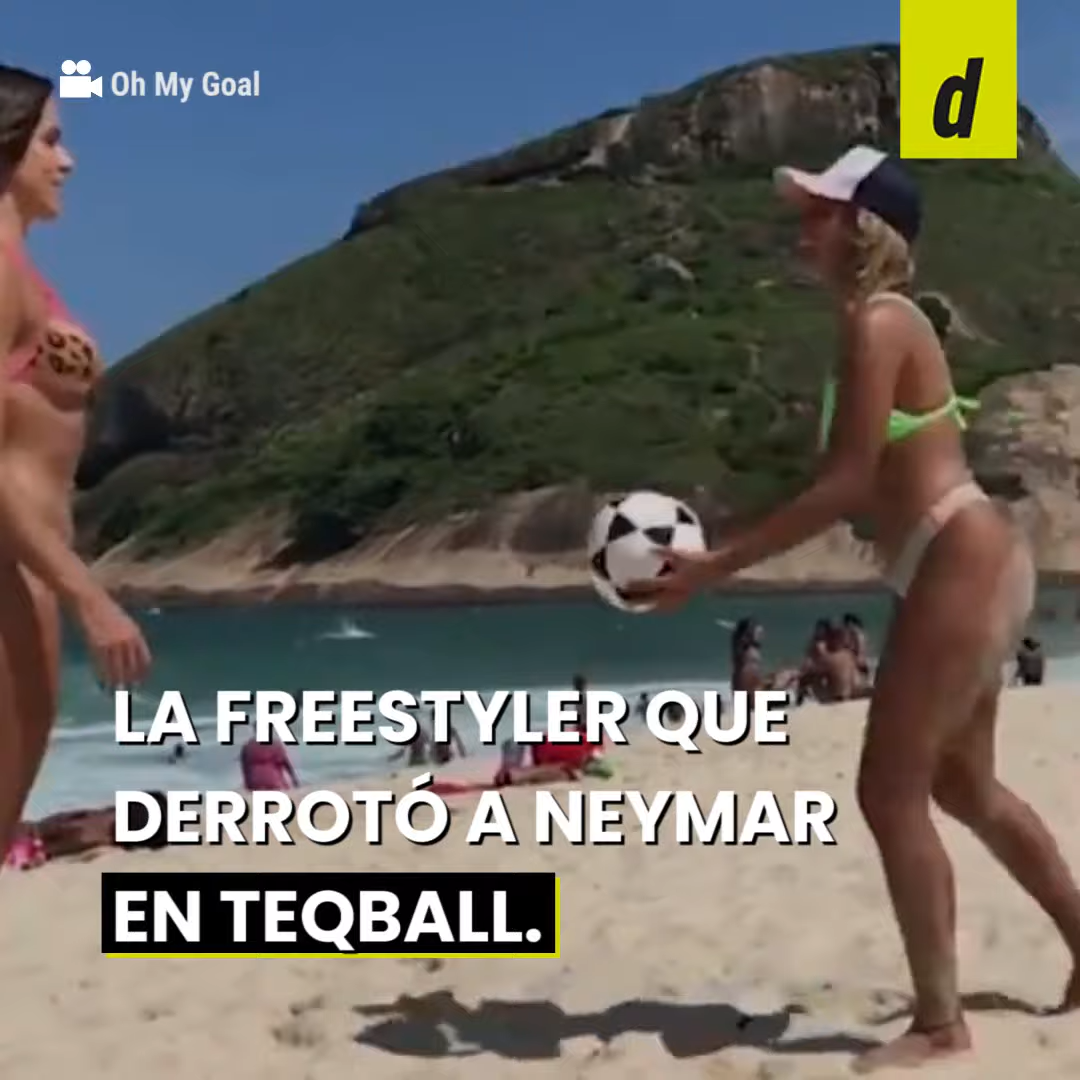 Oh My Goal
d
LA FREESTYLER QUE
DERROTÓ A NEYMAR
EN TEQBALL.